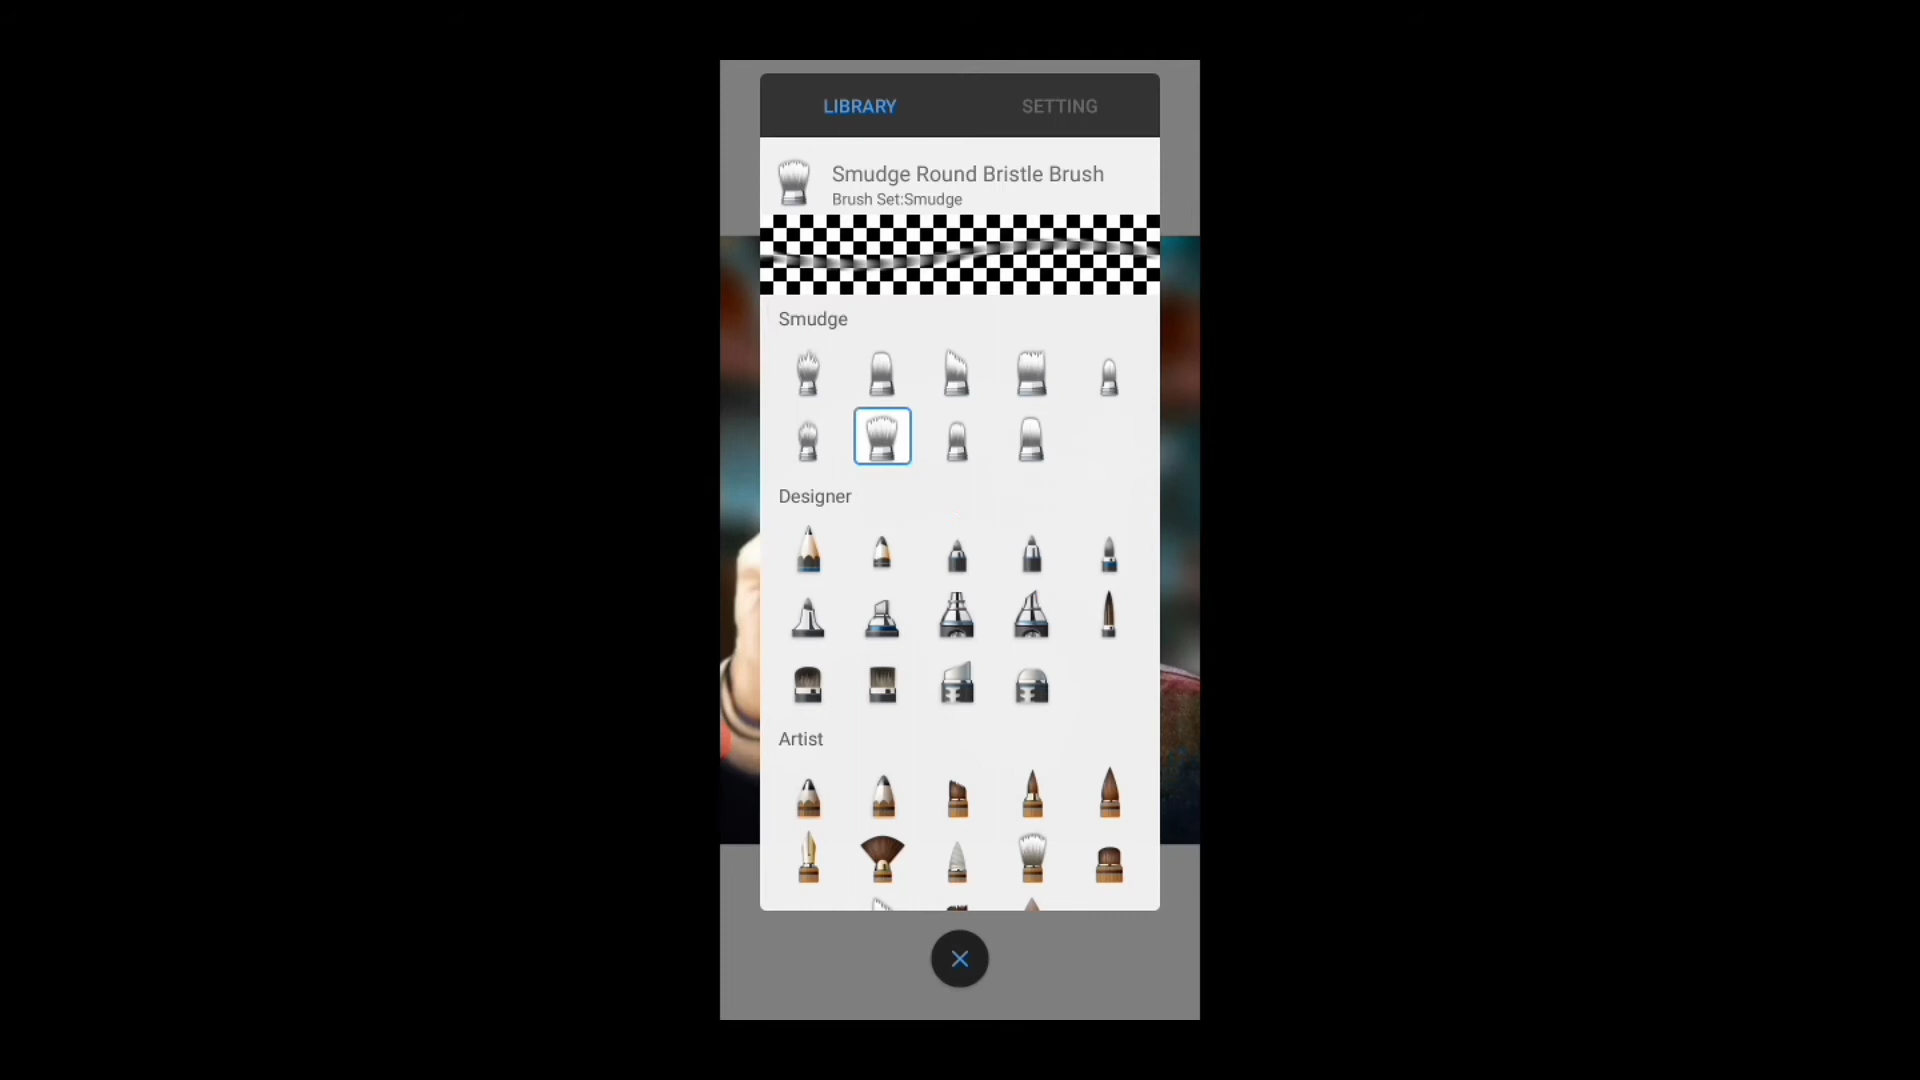 LIBRARY SETTING
Smudge Round Bristle Brush
Brush Set:Smudge
Smudge
Designer
Artist